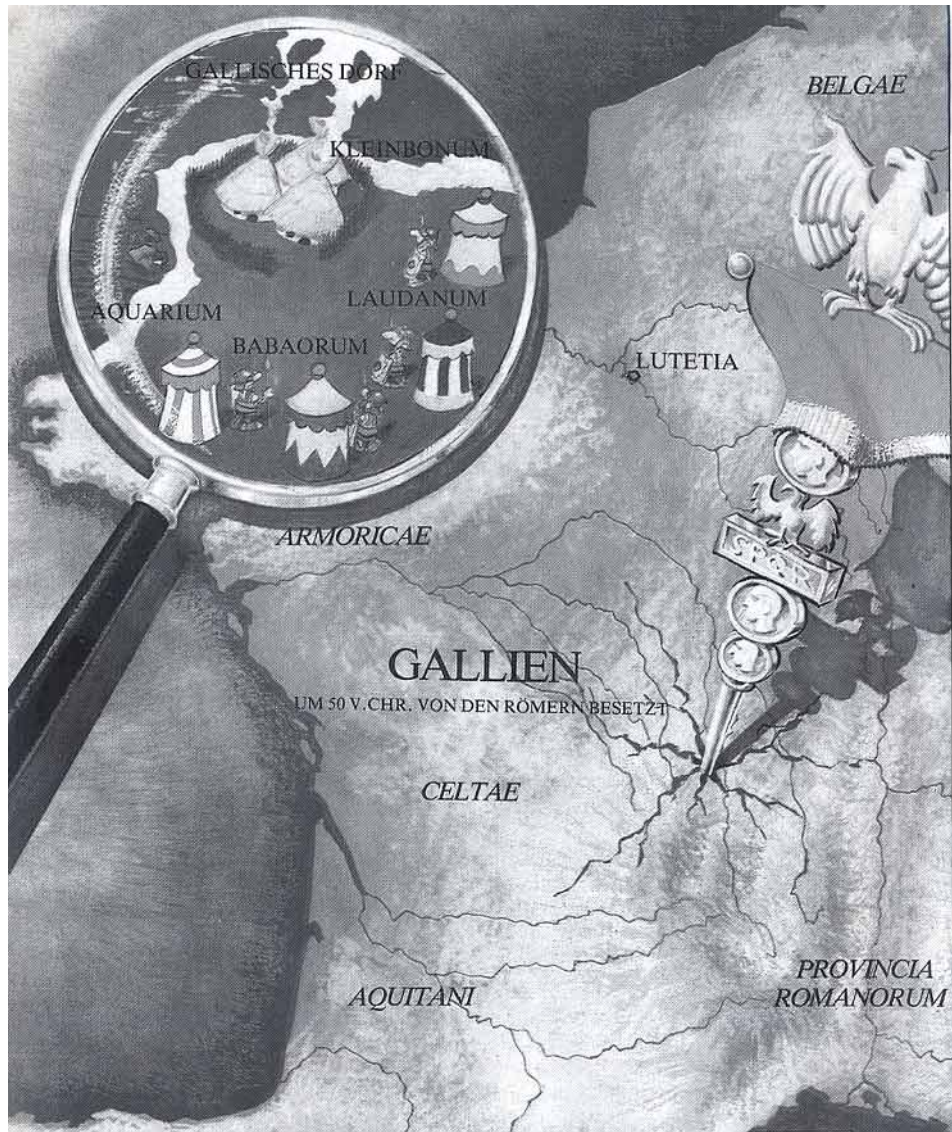 GALLISCHES DORF
BELGAE
KLEINBONUM
LAUDANUM
AQUARIUM
BABAORUM
LUTETIA
ARMORICAE
SPQR
GALLIEN
UM 50 V. CHR. VON DEN RÖMERN BESETZT
CELTAE
AQUITANI
PROVINCIA
ROMANORUM